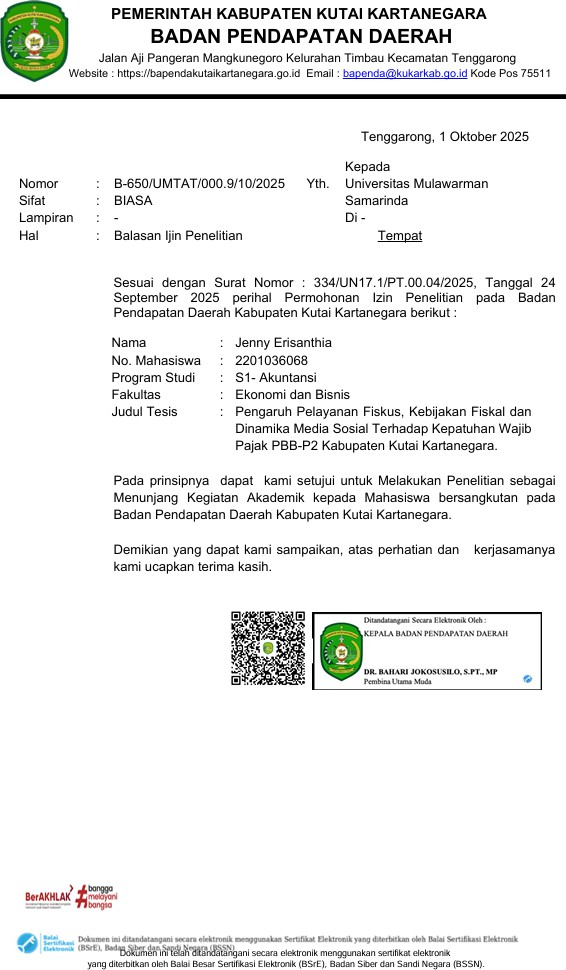 PEMERINTAH KABUPATEN KUTAI KARTANEGARA
BADAN PENDAPATAN DAERAH
Jalan Aji Pangeran Mangkunegoro Kelurahan Timbau Kecamatan Tenggarong
Website : https://bapendakutaikartanegara.go.id Email : bapenda@kukarkab.go.id Kode Pos 75511
Tenggarong, 1 Oktober 2025
Kepada
Nomor : B-650/UMTAT/000.9/10/2025 Yth. Universitas Mulawarman
Sifat : BIASA Samarinda
Lampiran : - Di -
Hal : Balasan Ijin Penelitian Tempat
Sesuai dengan Surat Nomor : 334/UN17.1/PT.00.04/2025, Tanggal 24
September 2025 perihal Permohonan Izin Penelitian pada Badan
Pendapatan Daerah Kabupaten Kutai Kartanegara berikut :
Nama : Jenny Erisanthia
No. Mahasiswa : 2201036068
Program Studi : S1- Akuntansi
Fakultas : Ekonomi dan Bisnis
Judul Tesis : Pengaruh Pelayanan Fiskus, Kebijakan Fiskal dan
Dinamika Media Sosial Terhadap Kepatuhan Wajib
Pajak PBB-P2 Kabupaten Kutai Kartanegara.
Pada prinsipnya dapat kami setujui untuk Melakukan Penelitian sebagai
Menunjang Kegiatan Akademik kepada Mahasiswa bersangkutan pada
Badan Pendapatan Daerah Kabupaten Kutai Kartanegara.
Demikian yang dapat kami sampaikan, atas perhatian dan kerjasamanya
kami ucapkan terima kasih.
Ditandatangani Secara Elektronik Oleh :
KEPALA BADAN PENDAPATAN DAERAH
DR. BAHARI JOKOSUSILO, S.PT., MP
Pembina Utama Muda
BerAKHLAK
#bangga
melayani
bangsa
Balai
Sertifikasi
Elektronik
Dokumen ini ditandatangani secara elektronik menggunakan Sertifikat Elektronik yang diterbitkan oleh Balai Sertifikasi Elektronik
(BSrE), Badan Siber dan Sandi Negara (BSSN)
Dokumen ini telah ditandatangani secara elektronik menggunakan sertifikat elektronik
yang diterbitkan oleh Balai Besar Sertifikasi Elektronik (BSrE), Badan Siber dan Sandi Negara (BSSN).